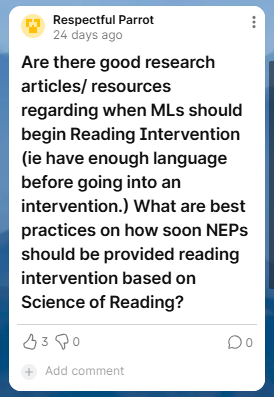 Respectful Parrot
24 days ago
Are there good research
articles/ resources
regarding when MLs should
begin Reading Intervention
(ie have enough language
before going into an
intervention.) What are best
practices on how soon NEPs
should be provided reading
intervention based on
Science of Reading?
3 0 0
Add comment